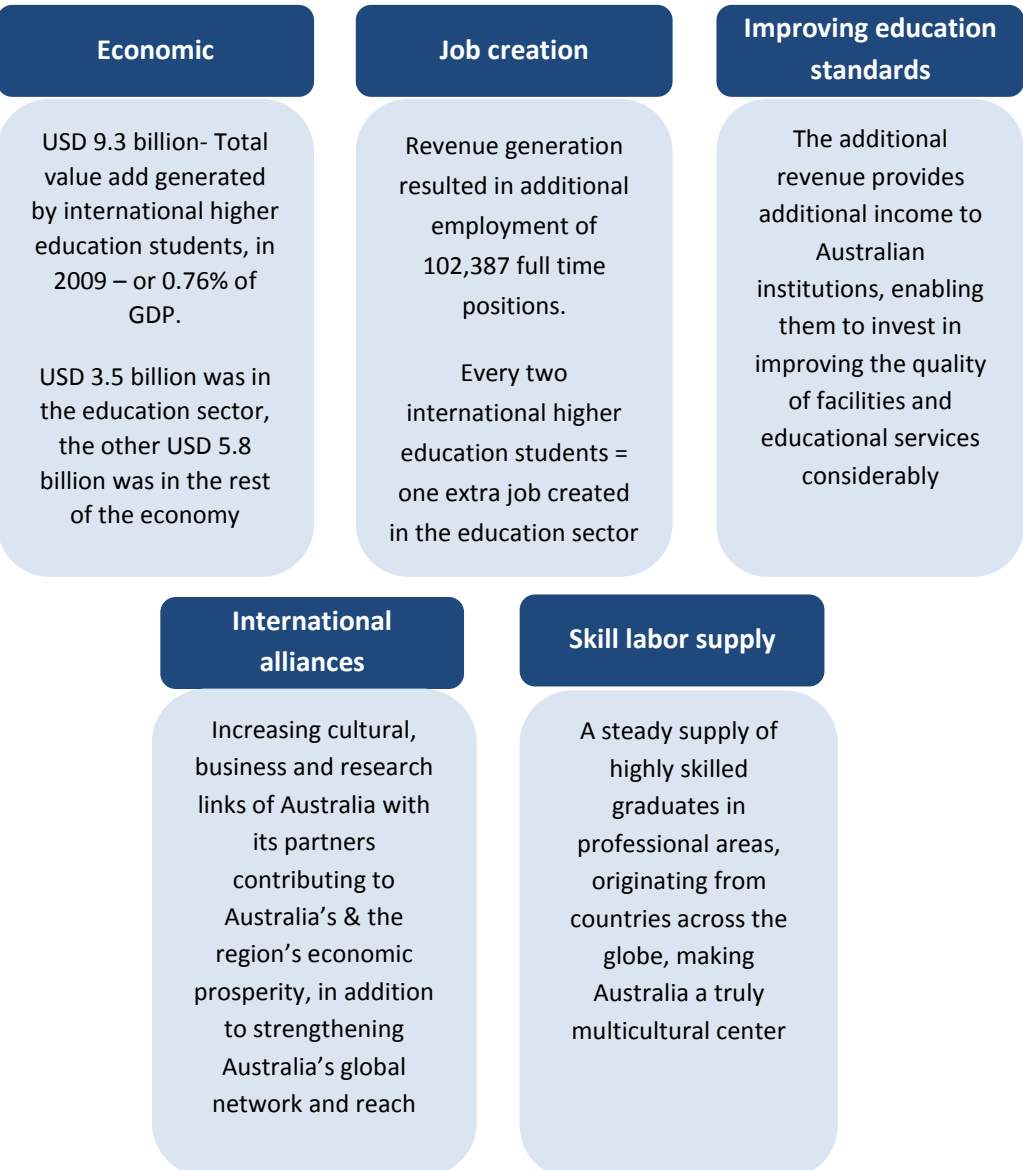 Economic
USD 9.3 billion- Total
value add generated
by international higher
education students, in
2009 – or 0.76% of
GDP.
USD 3.5 billion was in
the education sector,
the other USD 5.8
billion was in the rest
of the economy
Job creation
Revenue generation
resulted in additional
employment of
102,387 full time
positions.
Every two
international higher
education students =
one extra job created
in the education sector
Improving education
standards
The additional
revenue provides
additional income to
Australian
institutions, enabling
them to invest in
improving the quality
of facilities and
educational services
considerably
International
alliances
Increasing cultural,
business and research
links of Australia with
its partners
contributing to
Australia’s & the
region’s economic
prosperity, in addition
to strengthening
Australia’s global
network and reach
Skill labor supply
A steady supply of
highly skilled
graduates in
professional areas,
originating from
countries across the
globe, making
Australia a truly
multicultural center